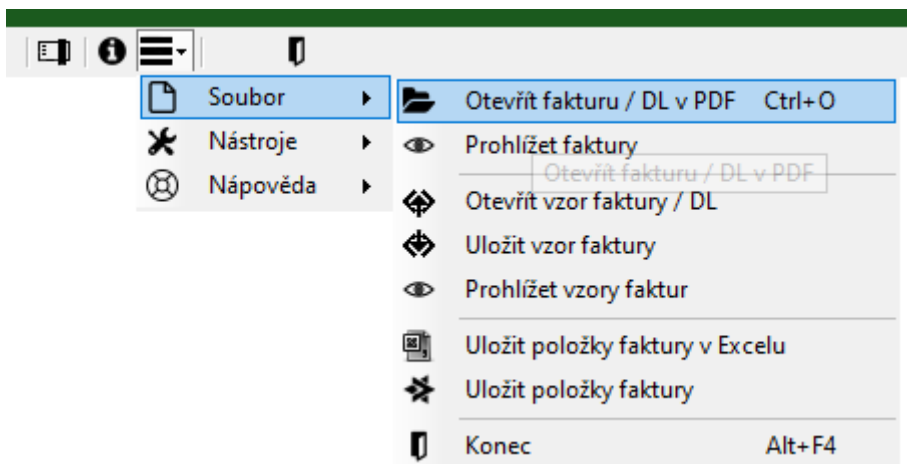 Soubor
Nástroje
Nápověda
Otevřít fakturu / DL v PDF Ctrl+O
Prohlížet faktury
Otevřít fakturu / DL v PDF
Otevřít vzor faktury / DL
Uložit vzor faktury
Prohlížet vzory faktur
Uložit položky faktury v Excelu
Uložit položky faktury
Konec Alt+F4